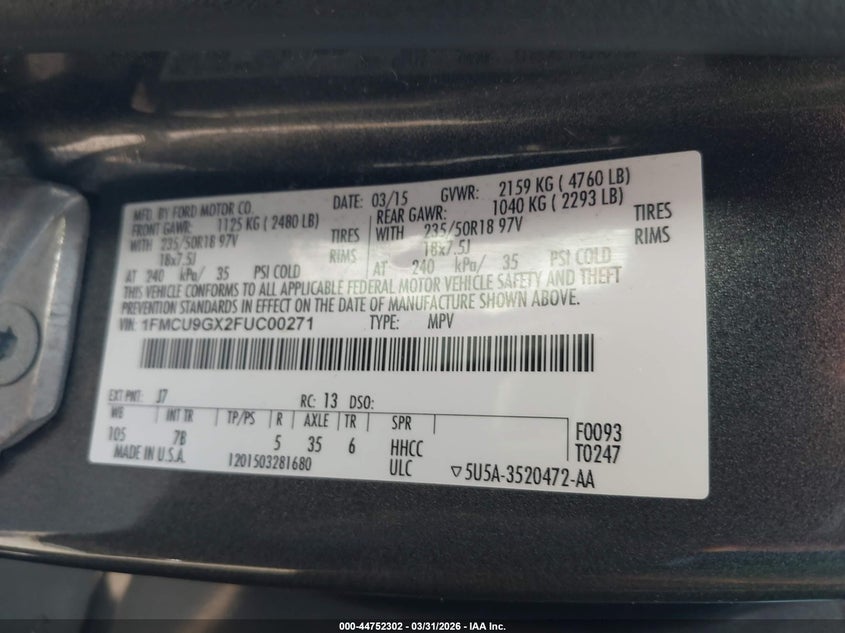 MFD. BY FORD MOTOR CO. DATE: 03/15 GVWR: 2159 KG ( 4760 LB)
FRONT GAWR: 1125 KG ( 2480 LB) REAR GAWR: 1040 KG ( 2293 LB)
WITH 235/50R18 97V TIRES WITH 235/50R18 97V TIRES
18x7.5J RIMS 18x7.5J RIMS
AT 240 kPa/ 35 PSI COLD AT 240 kPa/ 35 PSI COLD
THIS VEHICLE CONFORMS TO ALL APPLICABLE FEDERAL MOTOR VEHICLE SAFETY AND THEFT
PREVENTION STANDARDS IN EFFECT ON THE DATE OF MANUFACTURE SHOWN ABOVE.
VIN: 1FMCU9GX2FUC00271 TYPE: MPV
EXT PNT: J7 RC: 13 DSO:
WB INT TR TP/PS R AXLE TR SPR F0093
105 7B 5 35 6 HHCC T0247
MADE IN U.S.A. 1201503281680 ULC ▽5U5A-3520472-AA
000-44752302 - 03/31/2026 - IAA Inc.